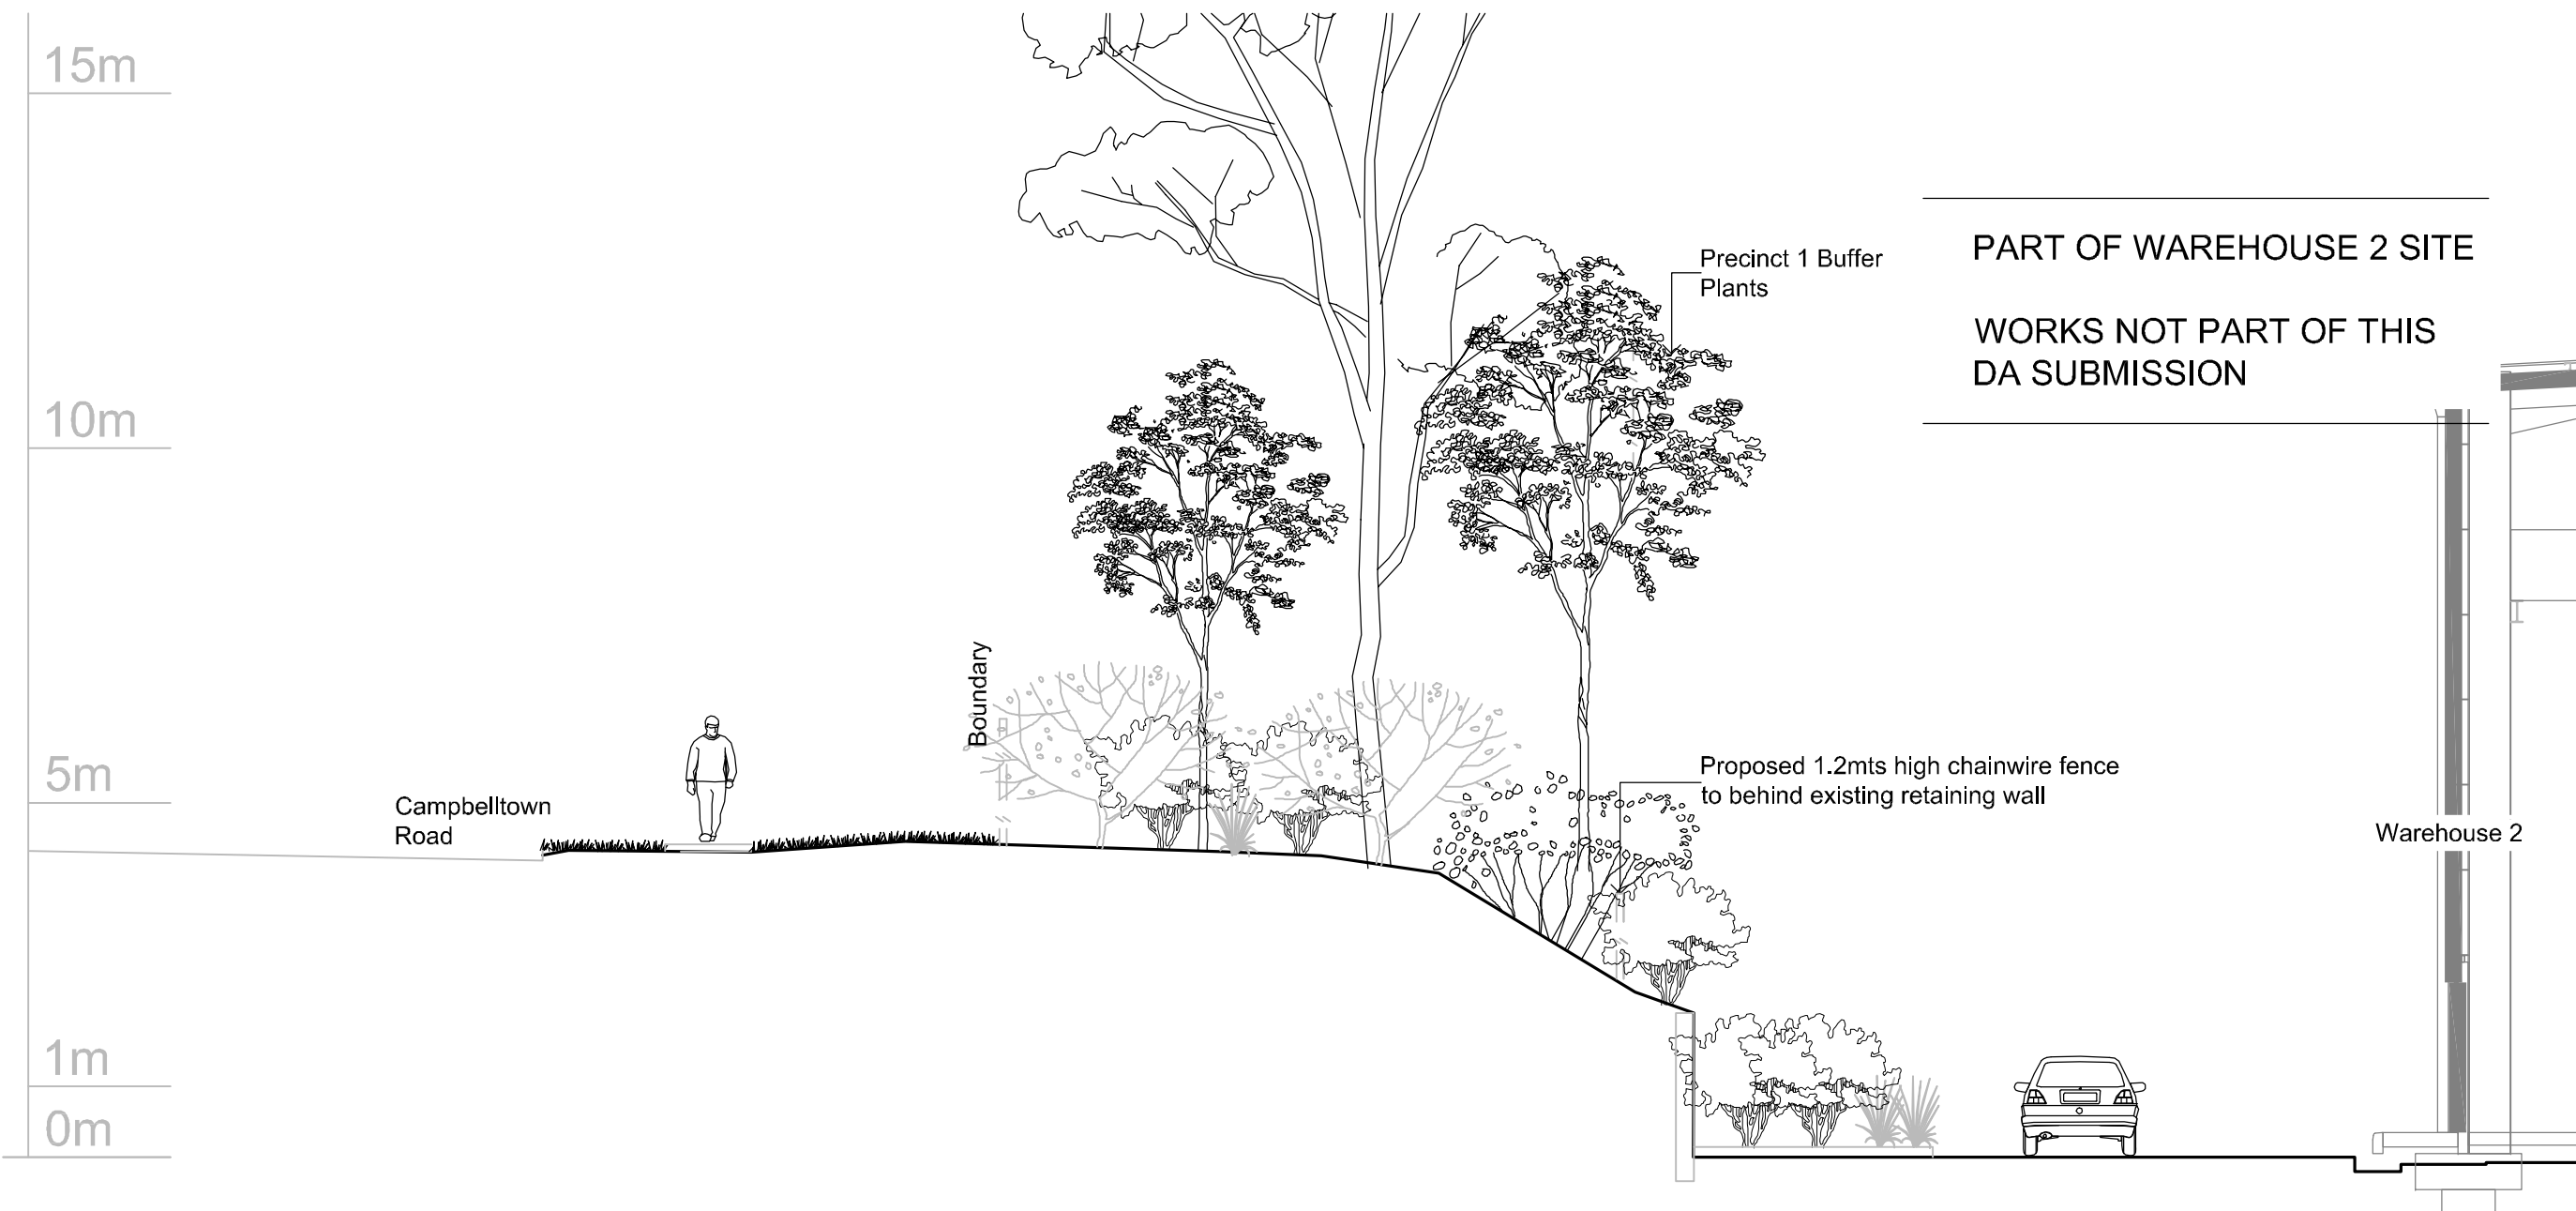 15m
10m
5m
1m
0m
Campbelltown
Road
Boundary
Precinct 1 Buffer
Plants
PART OF WAREHOUSE 2 SITE
WORKS NOT PART OF THIS
DA SUBMISSION
Proposed 1.2mts high chainwire fence
to behind existing retaining wall
Warehouse 2